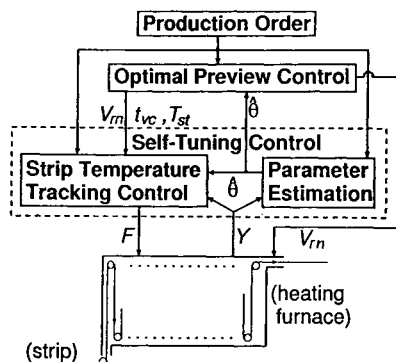 Production Order
Optimal Preview Control
V_rn t_vc , T_st
θ̂
Self-Tuning Control
Strip Temperature
Tracking Control
θ̂
Parameter
Estimation
F
Y
V_rn
(strip)
(heating
furnace)